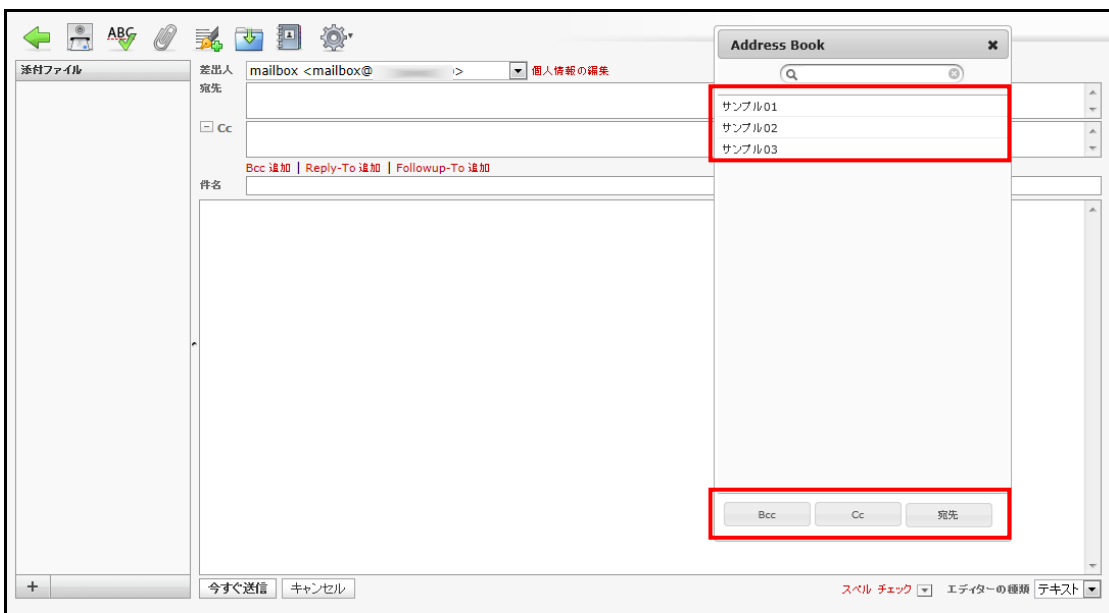 ABC
Address Book
添付ファイル
差出人 mailbox <mailbox@ > 個人情報の編集
宛先
サンプル01
Cc
サンプル02
サンプル03
Bcc 追加 | Reply-To 追加 | Followup-To 追加
件名
Bcc Cc 宛先
+ 今すぐ送信 キャンセル スペル チェック エディターの種類 テキスト